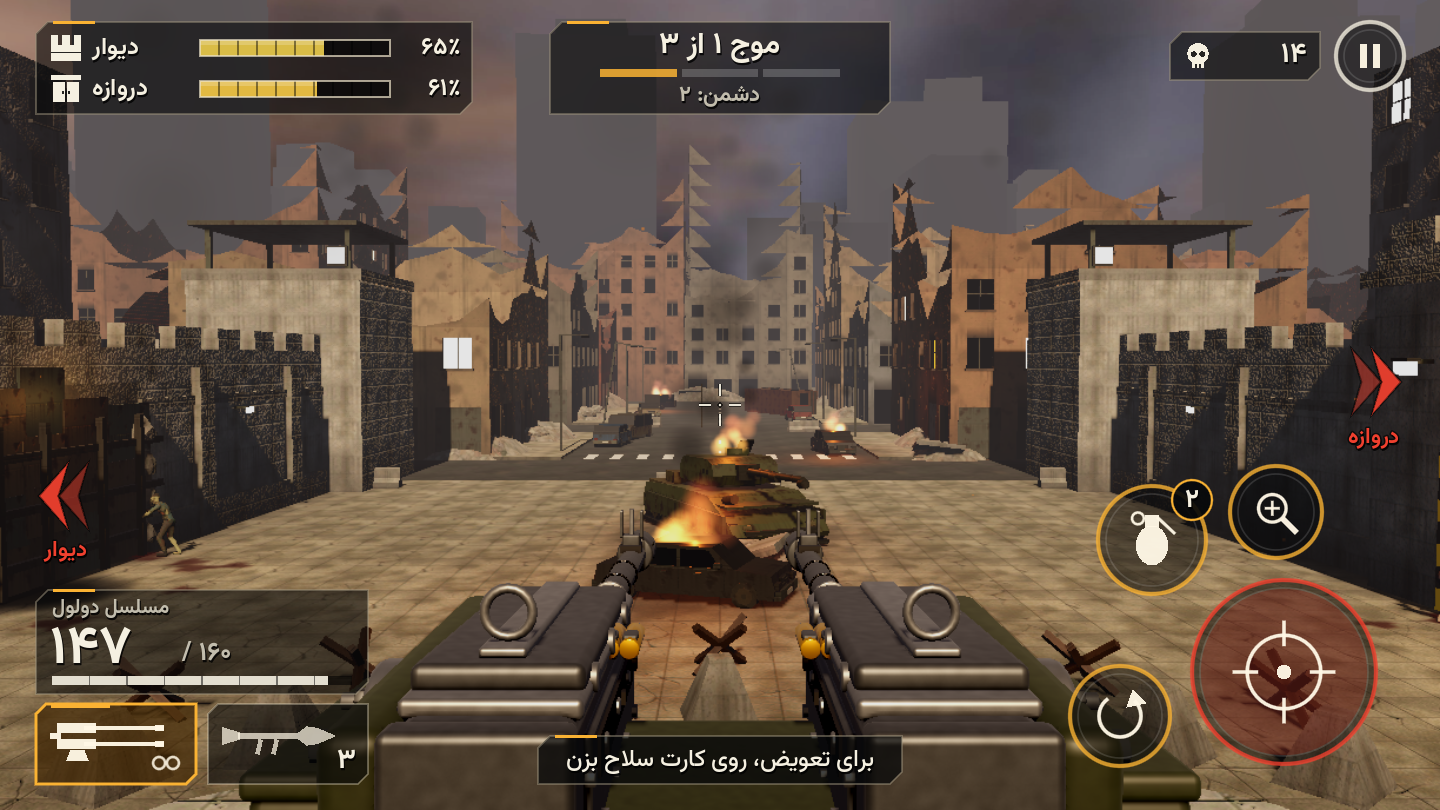 دیوار ۶۵٪
دروازه ۶۱٪
موج ۱ از ۳
دشمن: ۲
۱۴
دروازه
دیوار
۲
مسلسل دولول
۱۴۷ / ۱۶۰
∞
۳
برای تعویض، روی کارت سلاح بزن